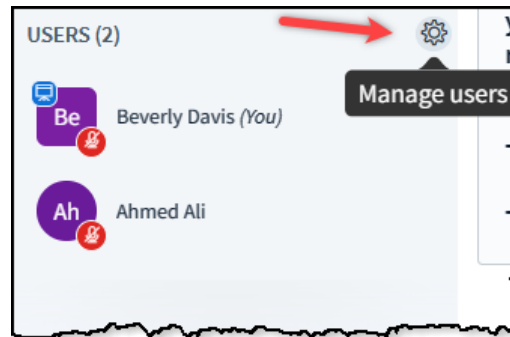 USERS (2)
Manage users
Be
Beverly Davis (You)
Ah
Ahmed Ali